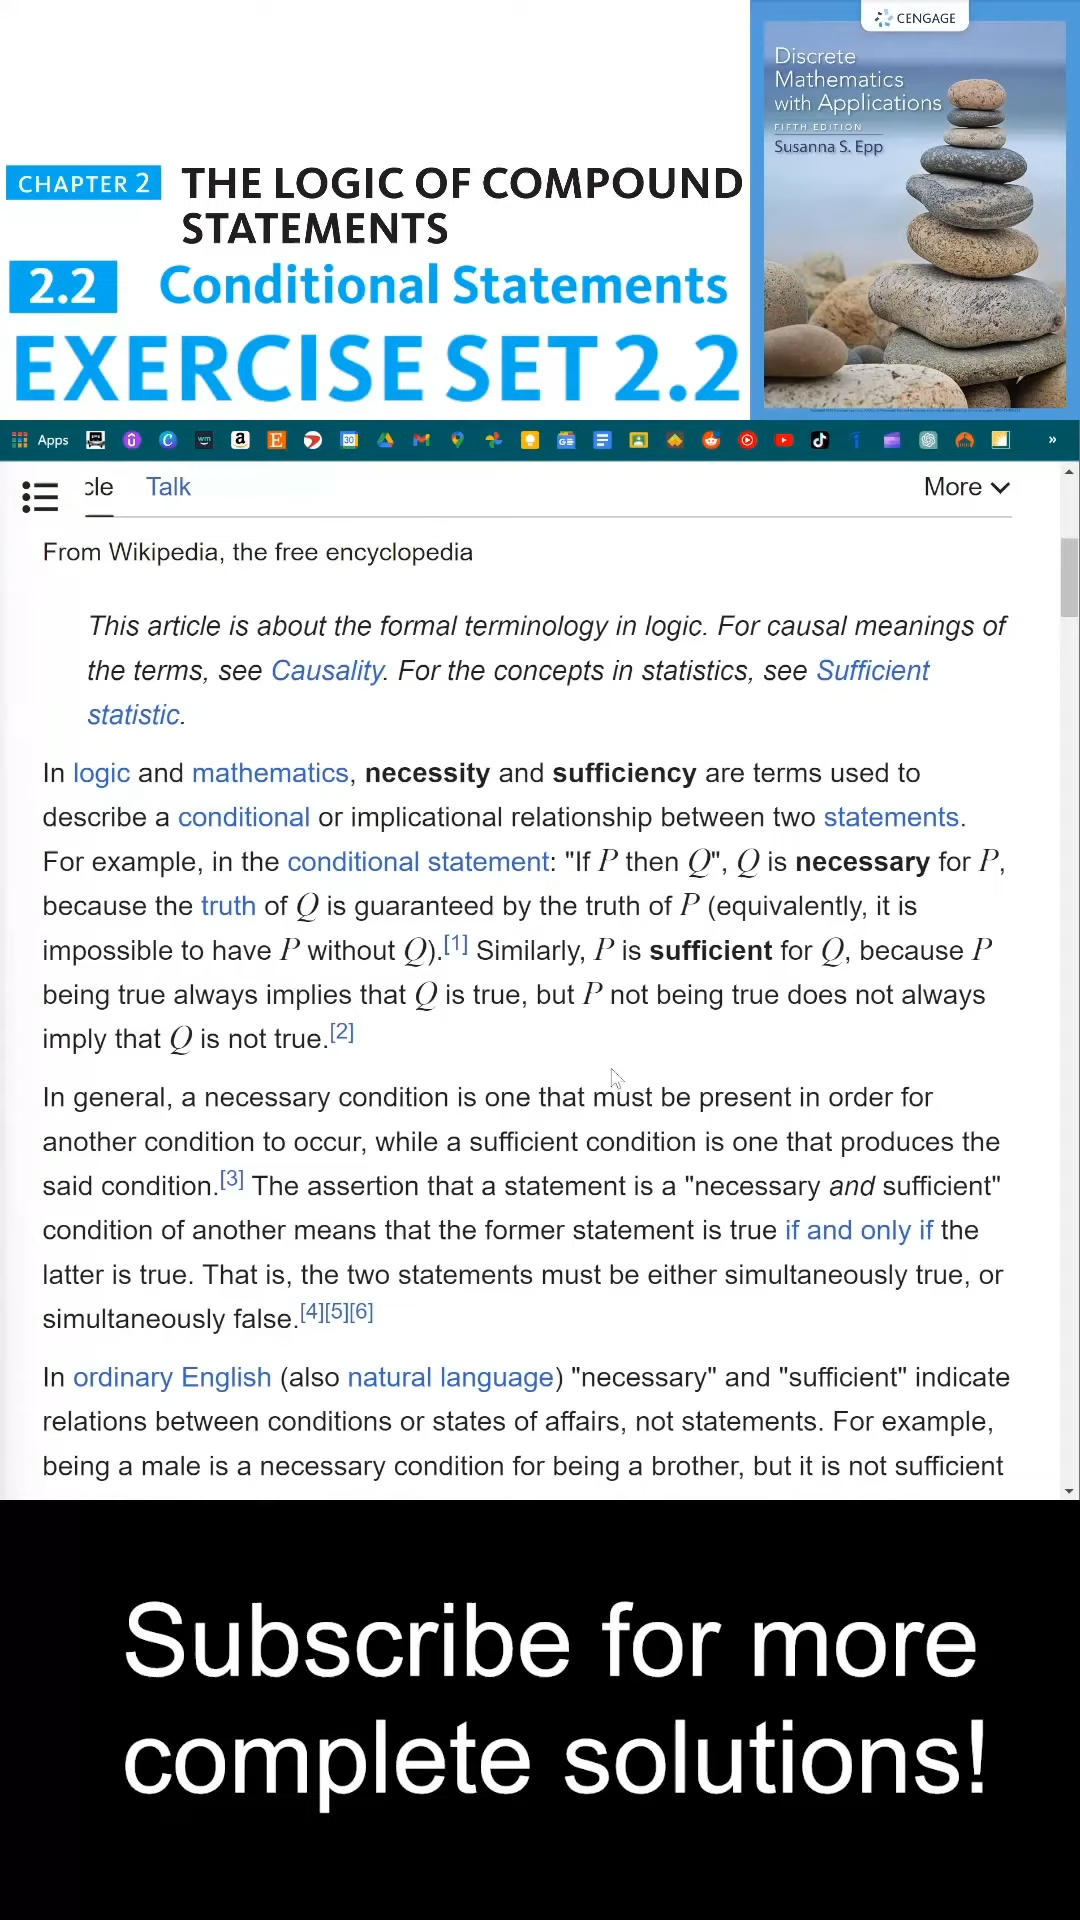 CENGAGE
Discrete
Mathematics
with Applications
FIFTH EDITION
Susanna S. Epp
CHAPTER 2 THE LOGIC OF COMPOUND
STATEMENTS
2.2 Conditional Statements
EXERCISE SET 2.2
Apps
cle Talk More
From Wikipedia, the free encyclopedia
This article is about the formal terminology in logic. For causal meanings of
the terms, see Causality. For the concepts in statistics, see Sufficient
statistic.
In logic and mathematics, necessity and sufficiency are terms used to
describe a conditional or implicational relationship between two statements.
For example, in the conditional statement: "If P then Q", Q is necessary for P,
because the truth of Q is guaranteed by the truth of P (equivalently, it is
impossible to have P without Q).[1] Similarly, P is sufficient for Q, because P
being true always implies that Q is true, but P not being true does not always
imply that Q is not true.[2]
In general, a necessary condition is one that must be present in order for
another condition to occur, while a sufficient condition is one that produces the
said condition.[3] The assertion that a statement is a "necessary and sufficient"
condition of another means that the former statement is true if and only if the
latter is true. That is, the two statements must be either simultaneously true, or
simultaneously false.[4][5][6]
In ordinary English (also natural language) "necessary" and "sufficient" indicate
relations between conditions or states of affairs, not statements. For example,
being a male is a necessary condition for being a brother, but it is not sufficient
Subscribe for more
complete solutions!